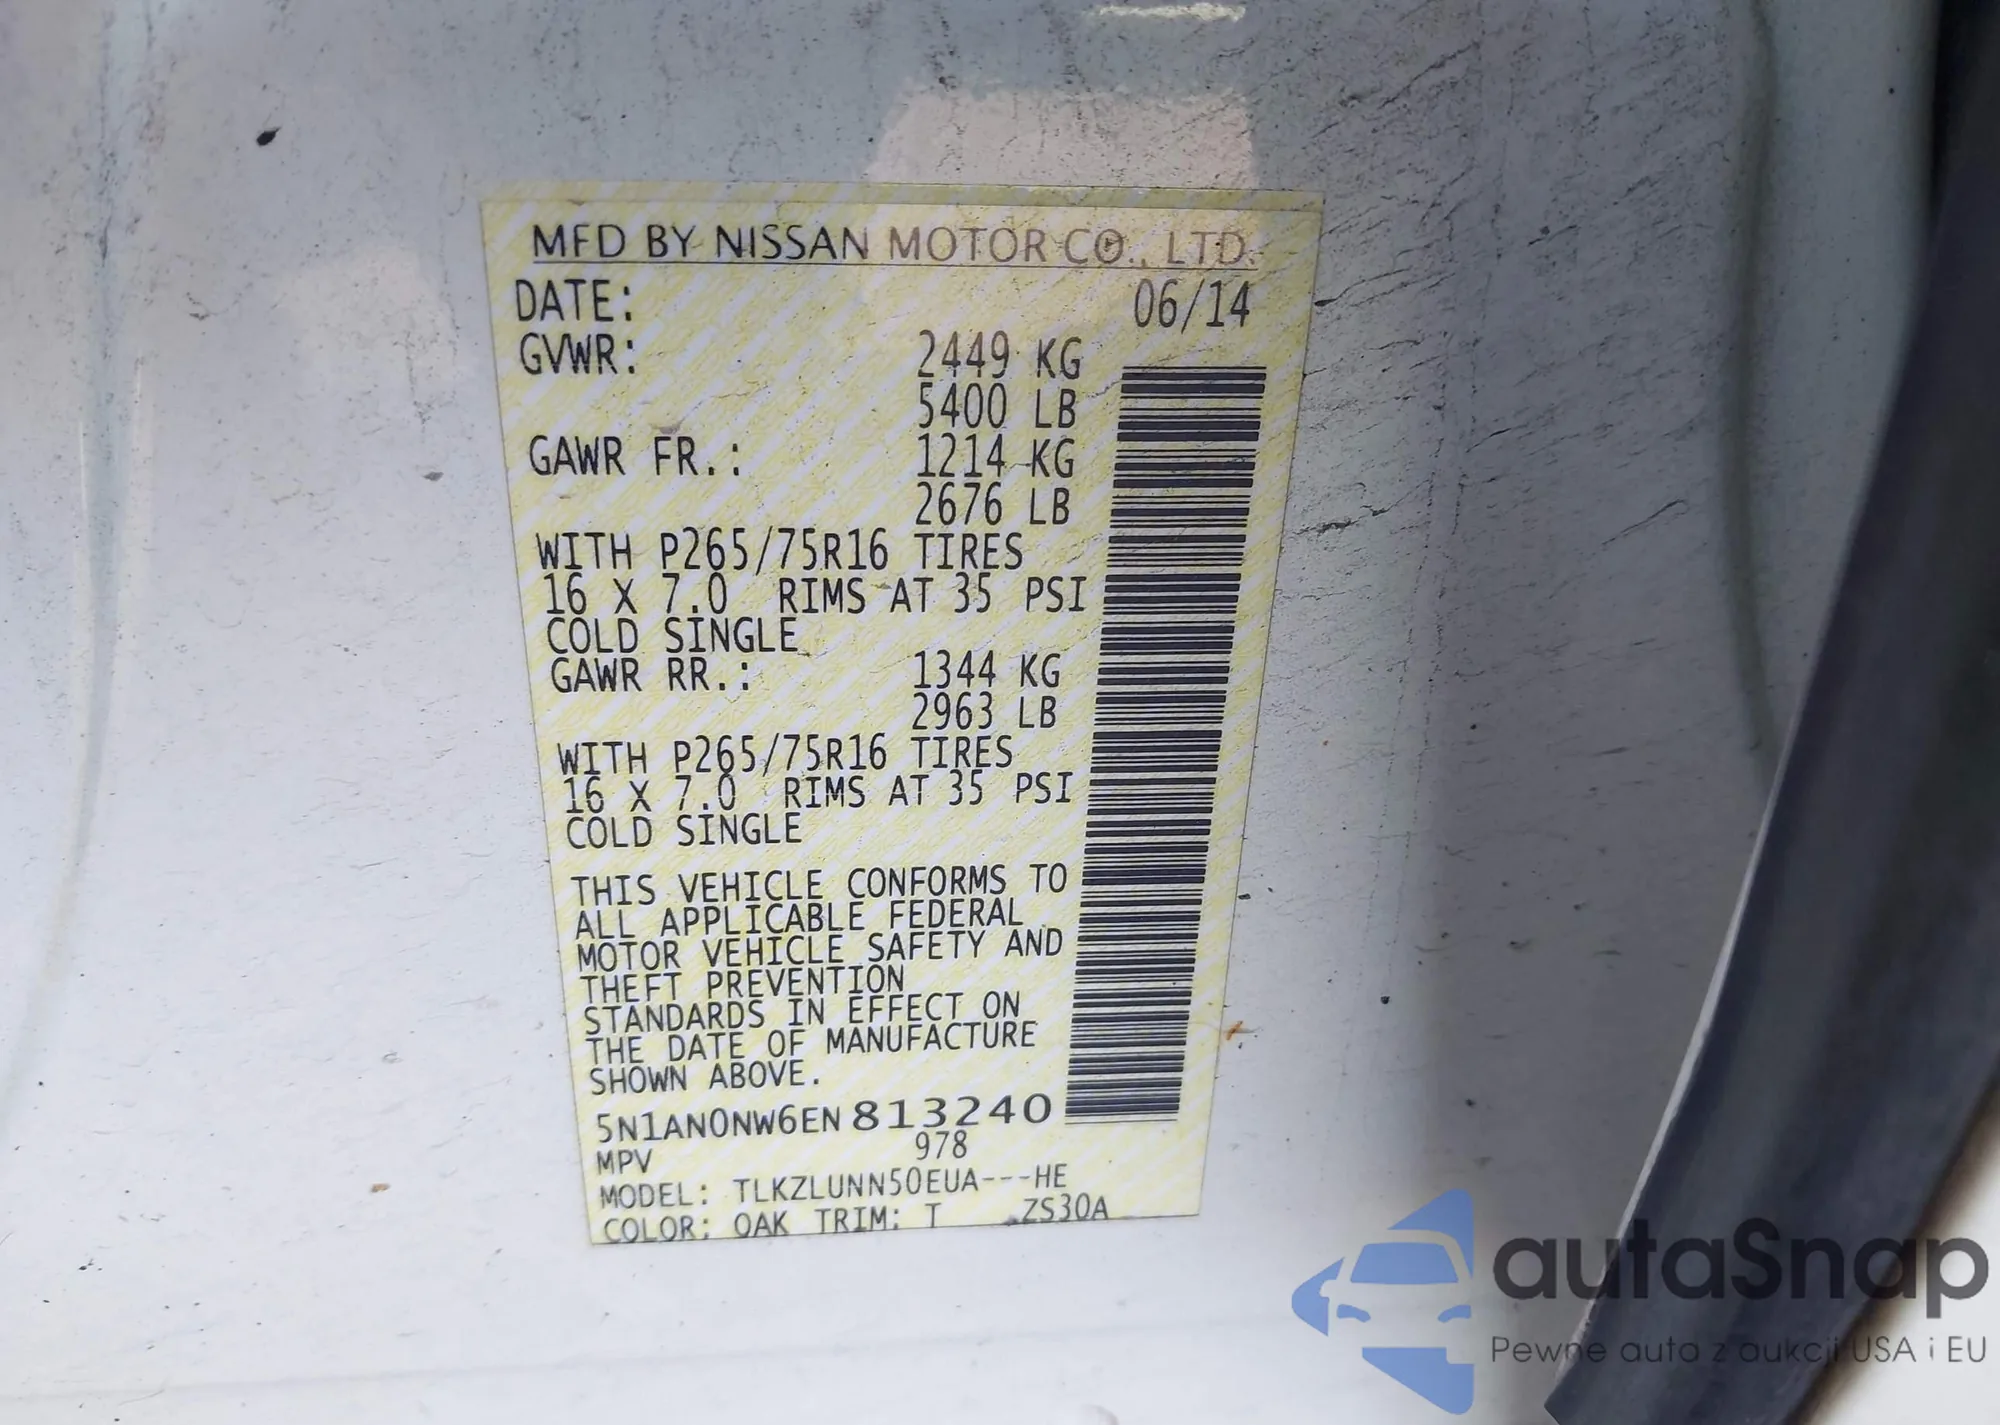 MFD BY NISSAN MOTOR CO., LTD.
DATE: 06/14
GVWR: 2449 KG
5400 LB
GAWR FR.: 1214 KG
2676 LB
WITH P265/75R16 TIRES
16 X 7.0 RIMS AT 35 PSI
COLD SINGLE
GAWR RR.: 1344 KG
2963 LB
WITH P265/75R16 TIRES
16 X 7.0 RIMS AT 35 PSI
COLD SINGLE
THIS VEHICLE CONFORMS TO
ALL APPLICABLE FEDERAL
MOTOR VEHICLE SAFETY AND
THEFT PREVENTION
STANDARDS IN EFFECT ON
THE DATE OF MANUFACTURE
SHOWN ABOVE.
5N1AN0NW6EN 813240
MPV 978
MODEL: TLKZLUNN50EUA---HE
COLOR: QAK TRIM: T ZS30A
autaSnap
Pewne auta z aukcji USA i EU